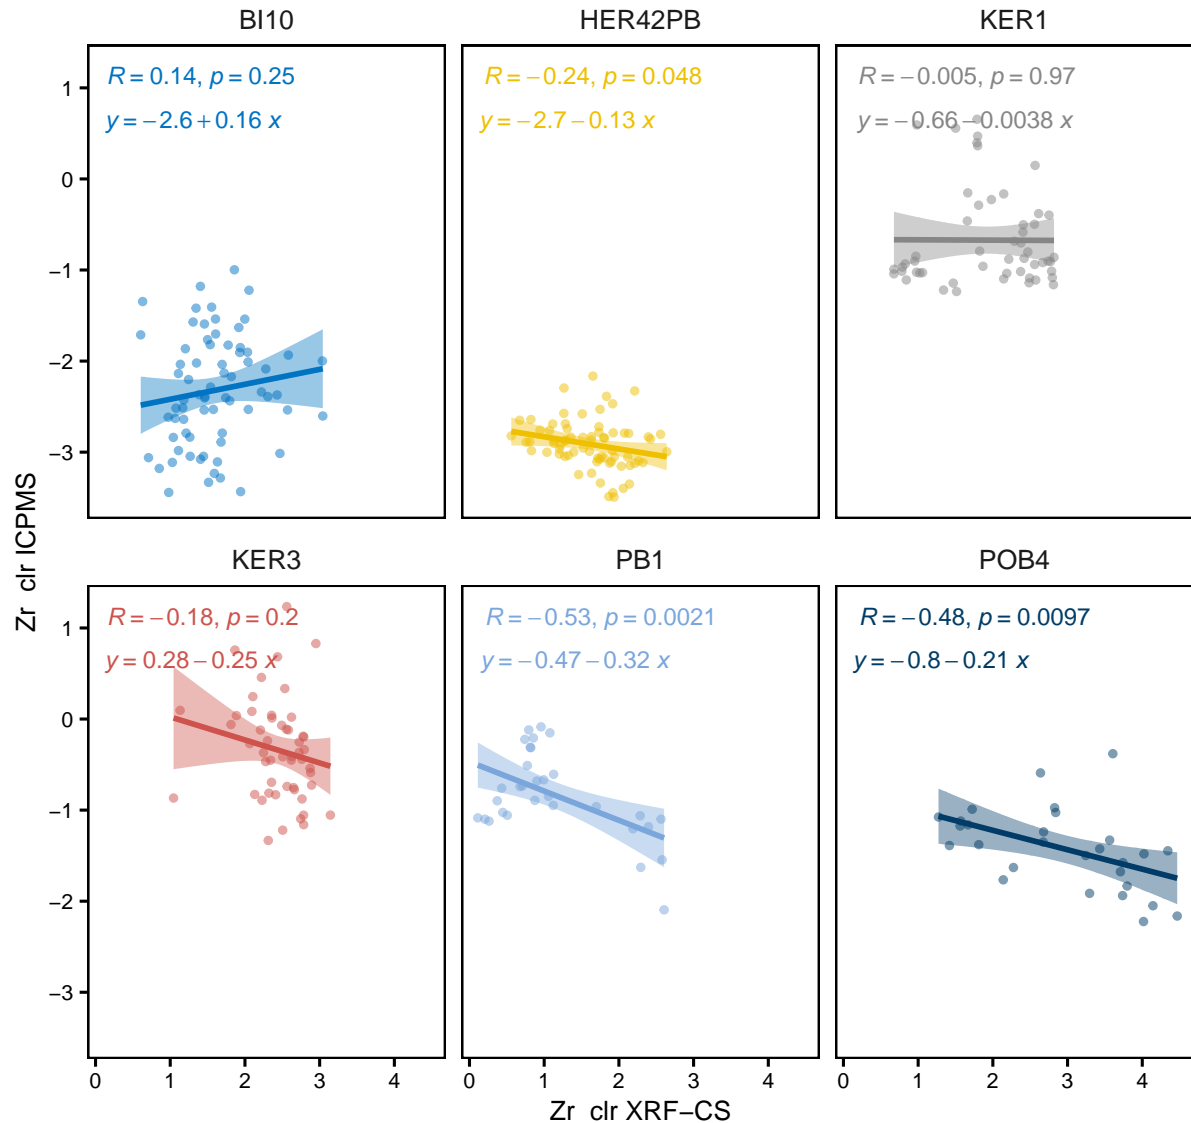 BI10 HER42PB KER1
R = 0.14, p = 0.25 R = −0.24, p = 0.048 R = −0.005, p = 0.97
y = −2.6 + 0.16 x y = −2.7 − 0.13 x y = −0.66 − 0.0038 x
1
0
−1
−2
−3
Zr clr ICPMS
KER3 PB1 POB4
R = −0.18, p = 0.2 R = −0.53, p = 0.0021 R = −0.48, p = 0.0097
y = 0.28 − 0.25 x y = −0.47 − 0.32 x y = −0.8 − 0.21 x
1
0
−1
−2
−3
0 1 2 3 4 0 1 2 3 4 0 1 2 3 4
Zr clr XRF−CS